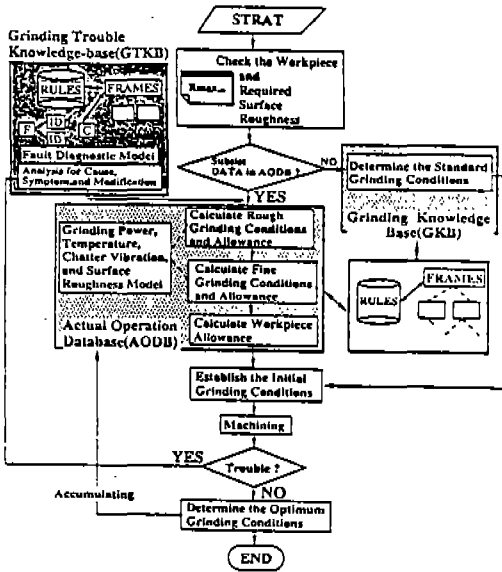 STRAT
Grinding Trouble
Knowledge-base(GTKB)
RULES
FRAMES
F
ID
ID
C
Fault Diagnostic Model
Analysis for Cause,
Symptom and Modification
Check the Workpiece
and
Required
Surface
Roughness
Rmax
Subsist
DATA in AODB ?
NO
YES
Determine the Standard
Grinding Conditions
Grinding Knowledge
Base(GKB)
RULES
FRAMES
Grinding Power,
Temperature,
Chatter Vibration,
and Surface
Roughness Model
Calculate Rough
Grinding Conditions
and Allowance
Calculate Fine
Grinding Conditions
and Allowance
Calculate Workpiece
Allowance
Actual Operation
Database(AODB)
Establish the Initial
Grinding Conditions
Machining
YES
Trouble ?
NO
Accumulating
Determine the Optimum
Grinding Conditions
END